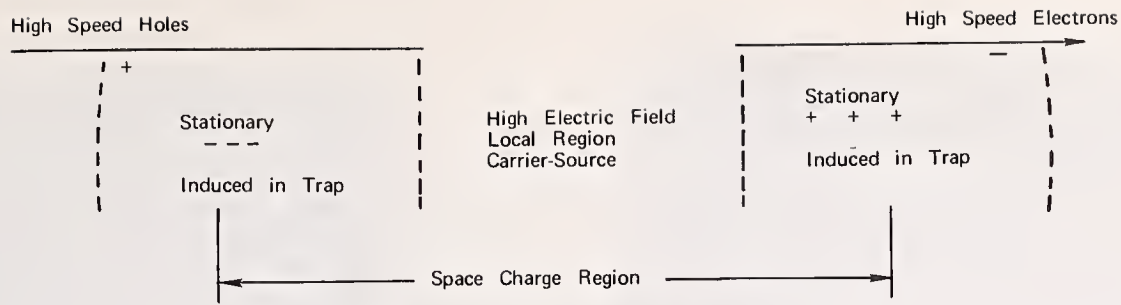 High Speed Holes
High Speed Electrons
+
−
Stationary
− − −
Induced in Trap
High Electric Field
Local Region
Carrier-Source
Stationary
+ + +
Induced in Trap
Space Charge Region